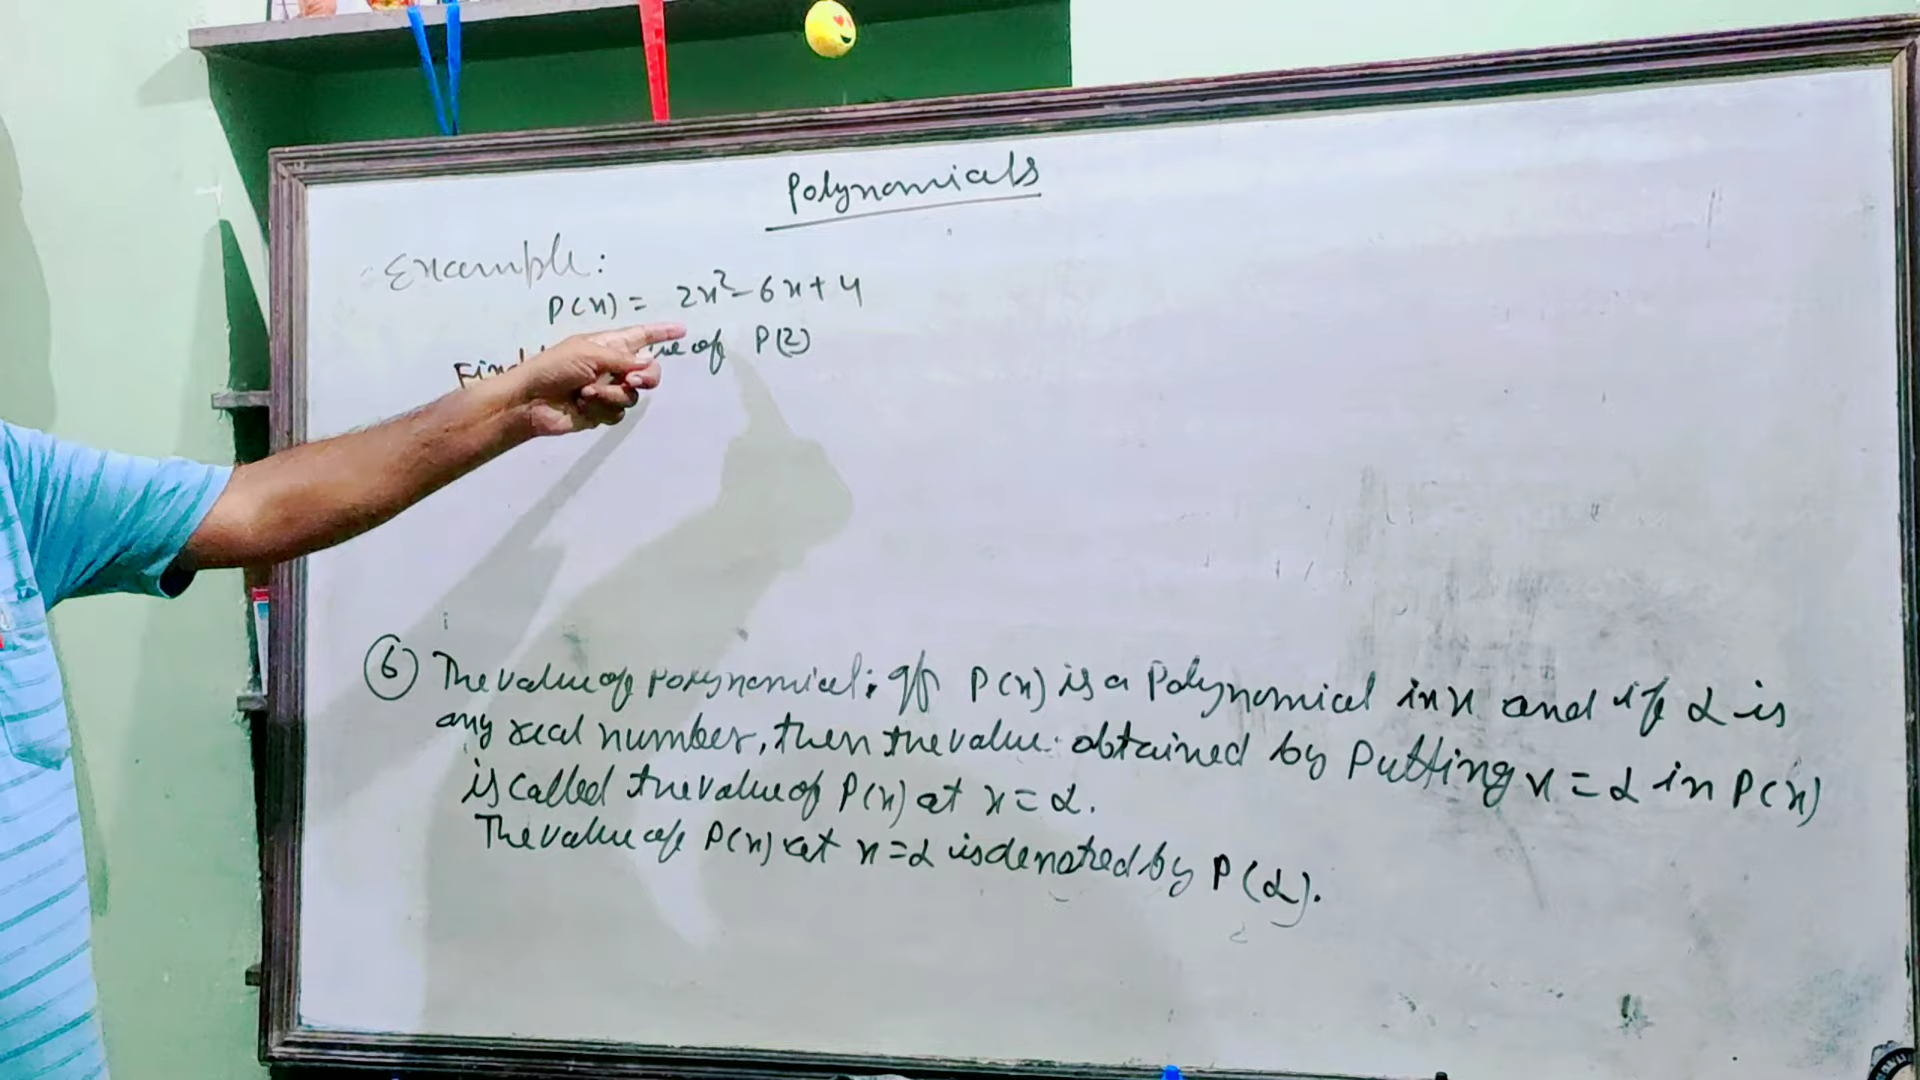 Polynomials
Example:
P(x) = 2x²-6x+4
Find of P(2)
⑥ The value of Polynomial: If P(x) is a Polynomial in x and if α is
any real number, then the value obtained by Putting x = α in P(x)
is called the value of P(x) at x = α.
The value of P(x) at x = α is denoted by P(α).